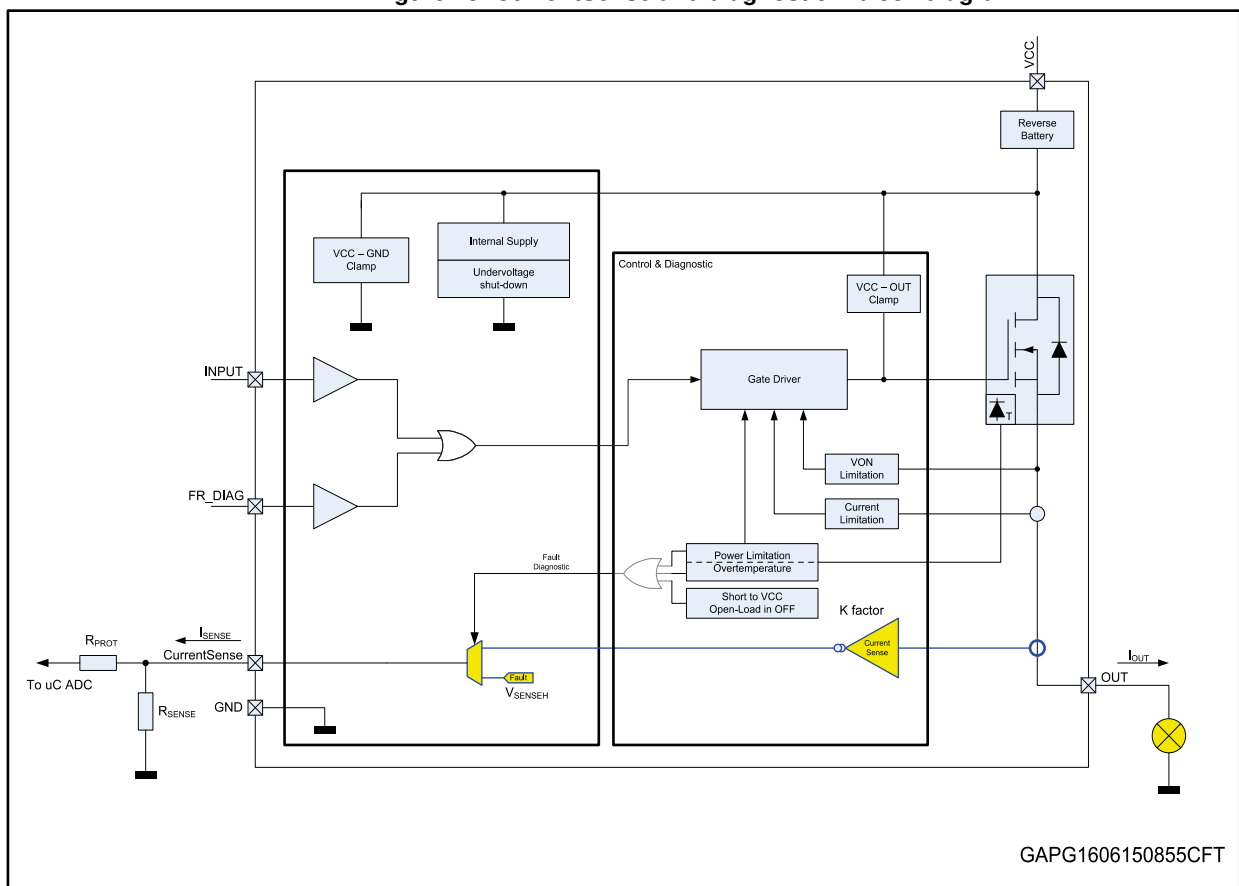 VCC
Reverse
Battery
Internal Supply
VCC – GND
Clamp
Undervoltage
shut-down
Control & Diagnostic
VCC – OUT
Clamp
INPUT
Gate Driver
T
VON
Limitation
FR_DIAG
Current
Limitation
Fault
Diagnostic
Power Limitation
Overtemperature
Short to VCC
Open-Load in OFF
K factor
ISENSE
RPROT
CurrentSense
Current
Sense
To uC ADC
Fault
VSENSEH
IOUT
OUT
RSENSE
GND
GAPG1606150855CFT